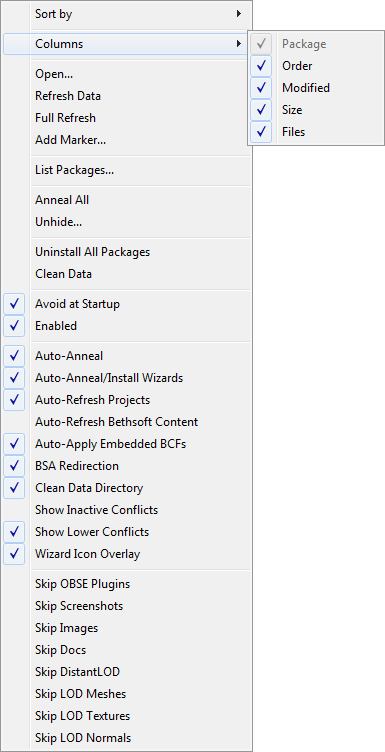 Sort by
Columns
Package
Order
Modified
Size
Files
Open...
Refresh Data
Full Refresh
Add Marker...
List Packages...
Anneal All
Unhide...
Uninstall All Packages
Clean Data
Avoid at Startup
Enabled
Auto-Anneal
Auto-Anneal/Install Wizards
Auto-Refresh Projects
Auto-Refresh Bethsoft Content
Auto-Apply Embedded BCFs
BSA Redirection
Clean Data Directory
Show Inactive Conflicts
Show Lower Conflicts
Wizard Icon Overlay
Skip OBSE Plugins
Skip Screenshots
Skip Images
Skip Docs
Skip DistantLOD
Skip LOD Meshes
Skip LOD Textures
Skip LOD Normals